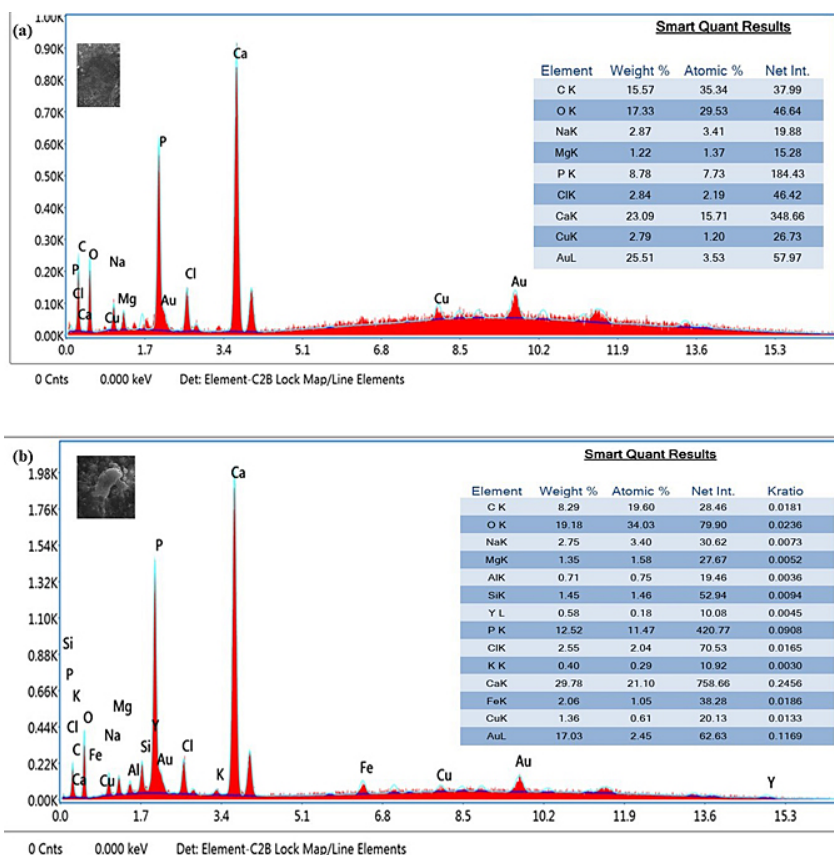 (a)
Smart Quant Results
Element Weight % Atomic % Net Int.
C K 15.57 35.34 37.99
O K 17.33 29.53 46.64
NaK 2.87 3.41 19.88
MgK 1.22 1.37 15.28
P K 8.78 7.73 184.43
ClK 2.84 2.19 46.42
CaK 23.09 15.71 348.66
CuK 2.79 1.20 26.73
AuL 25.51 3.53 57.97
1.00K
0.90K
0.80K
0.70K
0.60K
0.50K
0.40K
0.30K
0.20K
0.10K
0.00K
Ca
P
C
O
P
Na
Cl
Ca
Cu
Mg
Au
Cl
Cu
Au
0.0 1.7 3.4 5.1 6.8 8.5 10.2 11.9 13.6 15.3
0 Cnts 0.000 keV Det: Element-C2B Lock Map/Line Elements
(b)
Smart Quant Results
Element Weight % Atomic % Net Int. Kratio
C K 8.29 19.60 28.46 0.0181
O K 19.18 34.03 79.90 0.0236
NaK 2.75 3.40 30.62 0.0073
MgK 1.35 1.58 27.67 0.0052
AlK 0.71 0.75 19.46 0.0036
SiK 1.45 1.46 52.94 0.0094
Y L 0.58 0.18 10.08 0.0045
P K 12.52 11.47 420.77 0.0908
ClK 2.55 2.04 70.53 0.0165
K K 0.40 0.29 10.92 0.0030
CaK 29.78 21.10 758.66 0.2456
FeK 2.06 1.05 38.28 0.0186
CuK 1.36 0.61 20.13 0.0133
AuL 17.03 2.45 62.63 0.1169
1.98K
1.76K
1.54K
1.32K
1.10K
0.88K
0.66K
0.44K
0.22K
0.00K
Ca
P
Si
P
K
Cl
O
C
Fe
Ca
Mg
Na
Cu
Al
Si
Y
Au
Cl
K
Fe
Cu
Au
Y
0.0 1.7 3.4 5.1 6.8 8.5 10.2 11.9 13.6 15.3
0 Cnts 0.000 keV Det: Element-C2B Lock Map/Line Elements